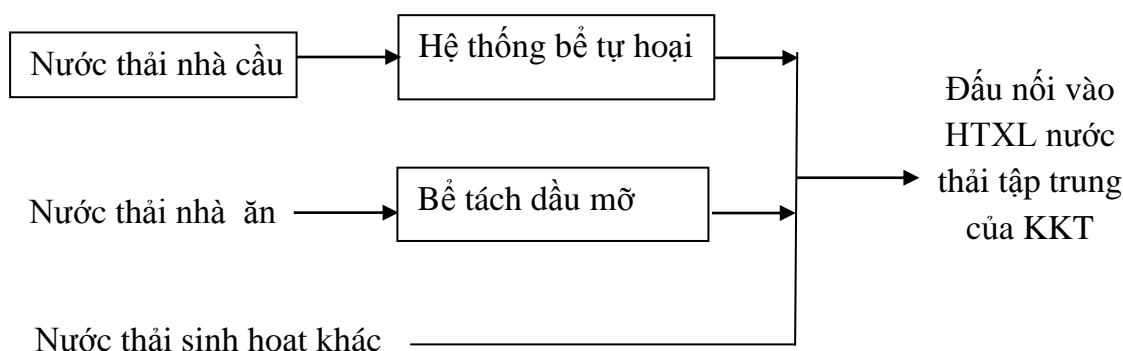 Nước thải nhà cầu
Hệ thống bể tự hoại
Nước thải nhà ăn
Bể tách dầu mỡ
Nước thải sinh hoạt khác
Đấu nối vào
HTXL nước
thải tập trung
của KKT